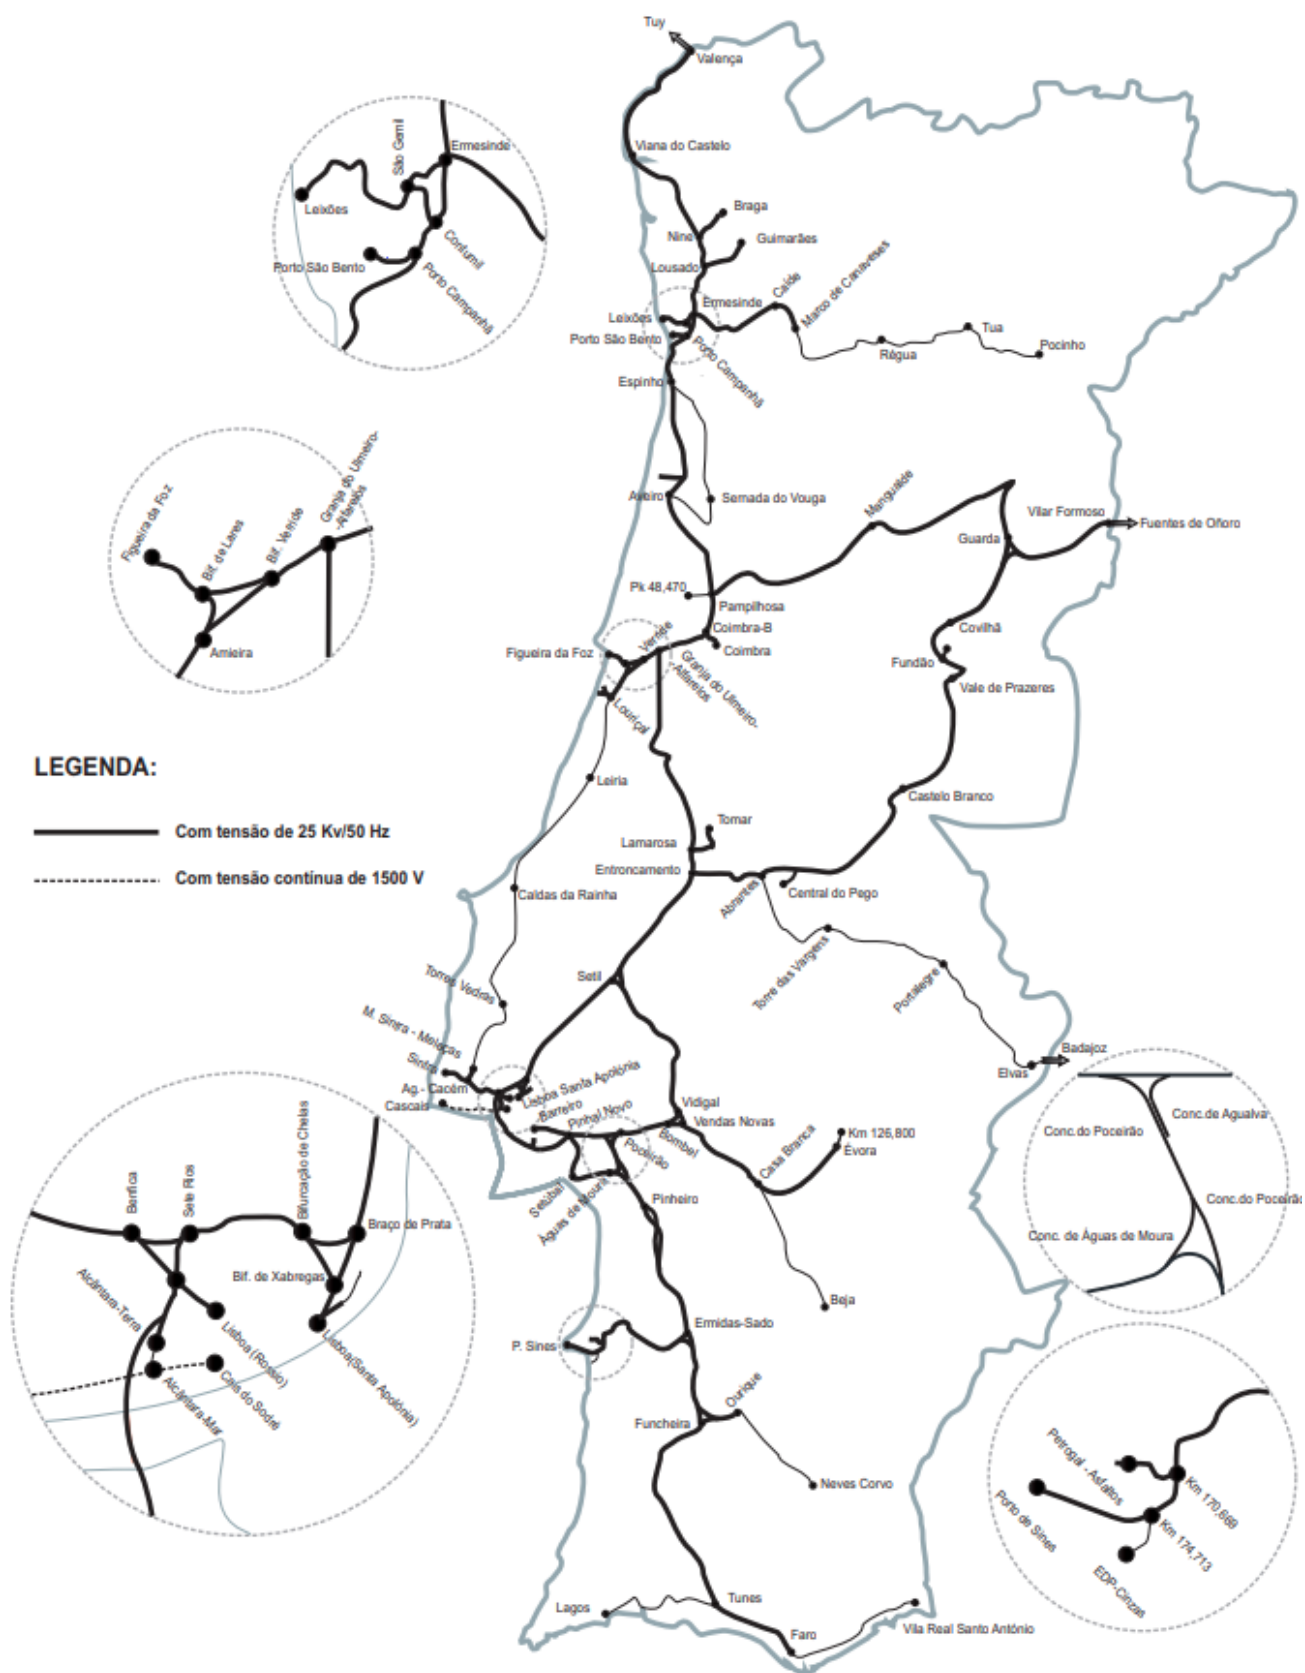 Tuy
Valença
Viana do Castelo
Braga
Nine
Guimarães
Lousado
Ermesinde
Caíde
Marco de Canaveses
Leixões
Porto São Bento
Porto Campanhã
Régua
Tua
Pocinho
Espinho
Aveiro
Sernada do Vouga
Mangualde
Vilar Formoso
Fuentes de Oñoro
Guarda
Pk 48,470
Pampilhosa
Coimbra-B
Coimbra
Figueira da Foz
Verride
Granja do Ulmeiro-
-Alfarelos
Louriçal
Covilhã
Fundão
Vale de Prazeres
Leiria
Castelo Branco
Tomar
Lamarosa
Entroncamento
Abrantes
Central do Pego
Caldas da Rainha
Torre das Vargens
Portalegre
Setil
Torres Vedras
M. Sintra - Meleças
Sintra
Ag.- Cacém
Cascais
Lisboa Santa Apolónia
Barreiro
Pinhal Novo
Vidigal
Vendas Novas
Bombel
Poceirão
Casa Branca
Km 126,800
Évora
Elvas
Badajoz
Setúbal
Águas de Moura
Pinheiro
Beja
Ermidas-Sado
P. Sines
Ourique
Funcheira
Neves Corvo
Lagos
Tunes
Faro
Vila Real Santo António
São Gemil
Ermesinde
Leixões
Contumil
Porto São Bento
Porto Campanhã
Figueira da Foz
Bif. de Lares
Bif. Verride
Granja do Ulmeiro-
-Alfarelos
Amieira
LEGENDA:
Com tensão de 25 Kv/50 Hz
Com tensão contínua de 1500 V
Benfica
Sete Rios
Bifurcação de Chelas
Braço de Prata
Bif. de Xabregas
Alcântara-Terra
Lisboa (Rossio)
Lisboa(Santa Apolónia)
Cais do Sodré
Alcântara-Mar
Conc.de Agualva
Conc.do Poceirão
Conc.do Poceirão
Conc. de Águas de Moura
Petrogal - Asfaltos
Porto de Sines
Km 170,669
Km 174,713
EDP-Cinzas